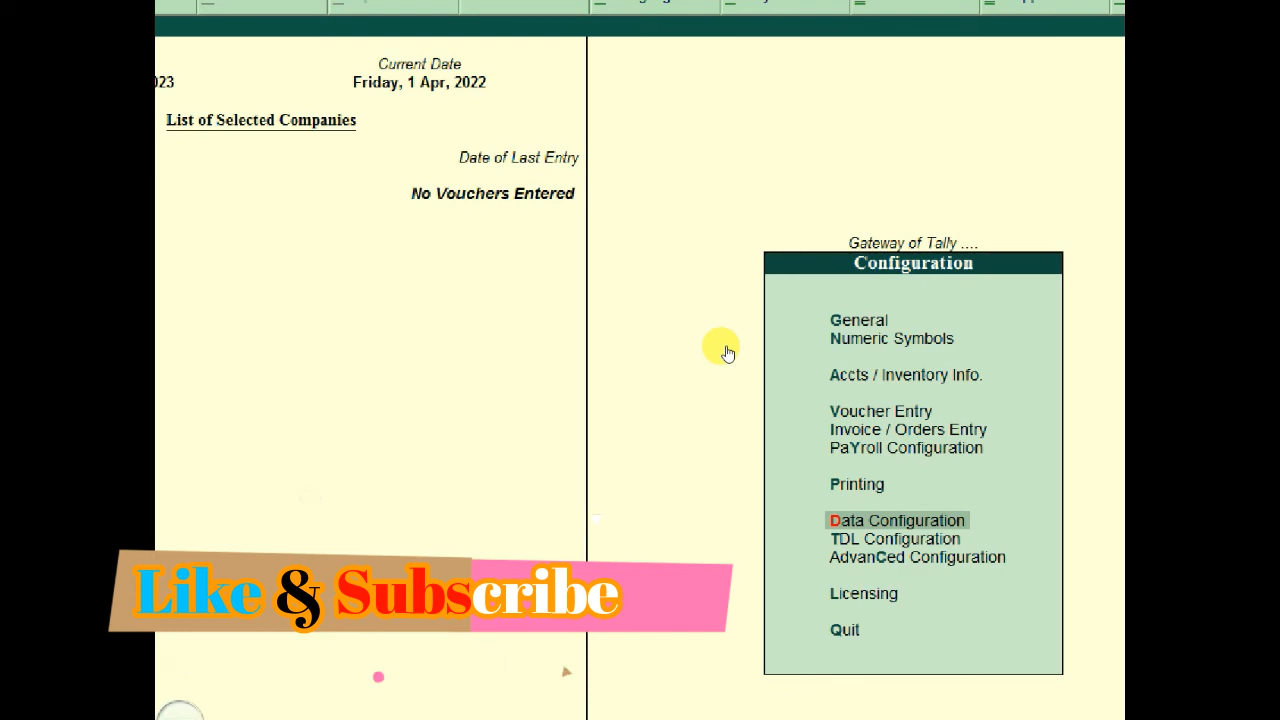 023
Current Date
Friday, 1 Apr, 2022
List of Selected Companies
Date of Last Entry
No Vouchers Entered
Gateway of Tally ....
Configuration
General
Numeric Symbols
Accts / Inventory Info.
Voucher Entry
Invoice / Orders Entry
PaYroll Configuration
Printing
Data Configuration
TDL Configuration
AdvanCed Configuration
Licensing
Quit
Like & Subscribe